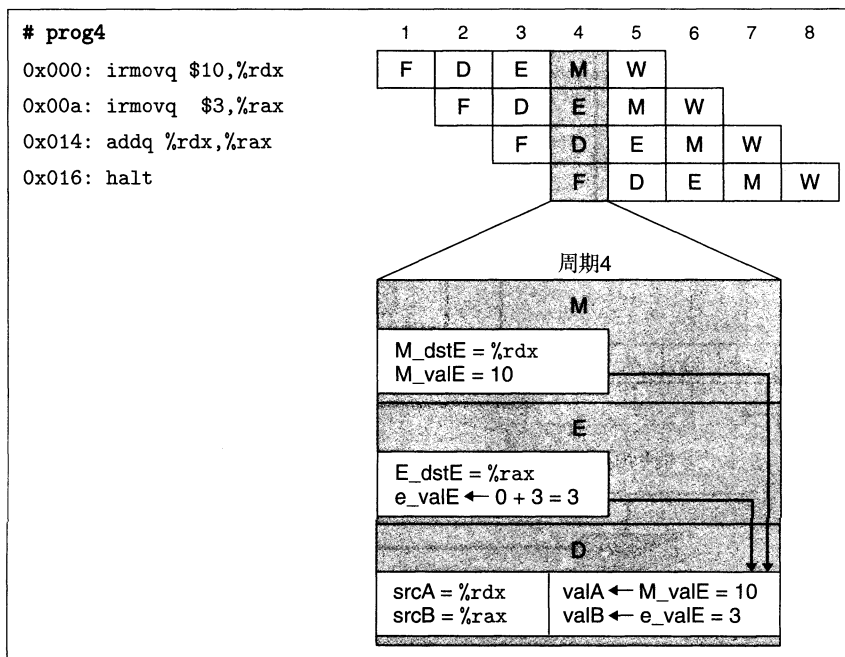 # prog4
1 2 3 4 5 6 7 8
0x000: irmovq $10,%rdx F D E M W
0x00a: irmovq $3,%rax F D E M W
0x014: addq %rdx,%rax F D E M W
0x016: halt F D E M W
周期4
M
M_dstE = %rdx
M_valE = 10
E
E_dstE = %rax
e_valE ← 0 + 3 = 3
D
srcA = %rdx valA ← M_valE = 10
srcB = %rax valB ← e_valE = 3